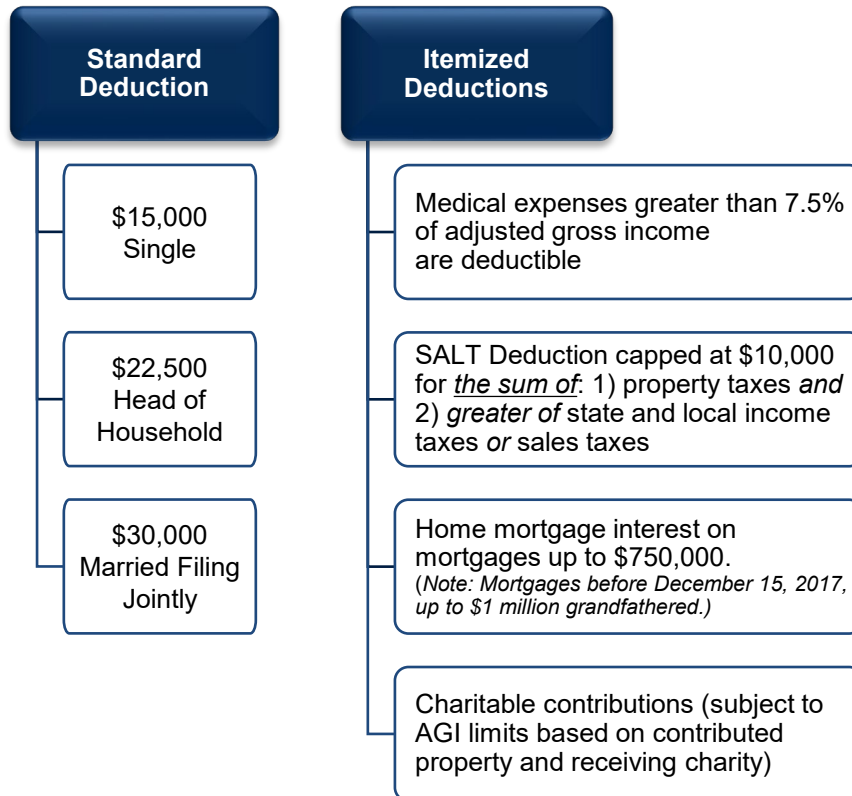 Standard
Deduction
$15,000
Single
$22,500
Head of
Household
$30,000
Married Filing
Jointly
Itemized
Deductions
Medical expenses greater than 7.5%
of adjusted gross income
are deductible
SALT Deduction capped at $10,000
for the sum of: 1) property taxes and
2) greater of state and local income
taxes or sales taxes
Home mortgage interest on
mortgages up to $750,000.
(Note: Mortgages before December 15, 2017,
up to $1 million grandfathered.)
Charitable contributions (subject to
AGI limits based on contributed
property and receiving charity)